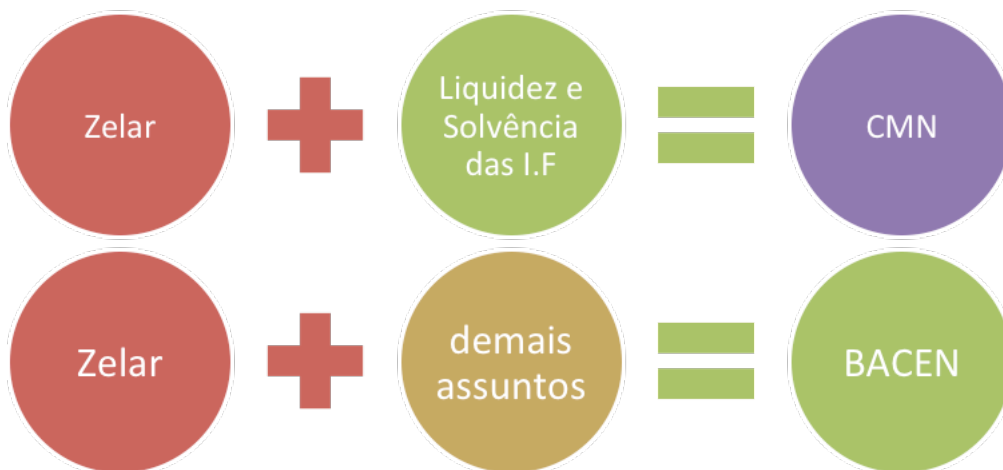 Zelar
Liquidez e
Solvência
das I.F
CMN
Zelar
demais
assuntos
BACEN